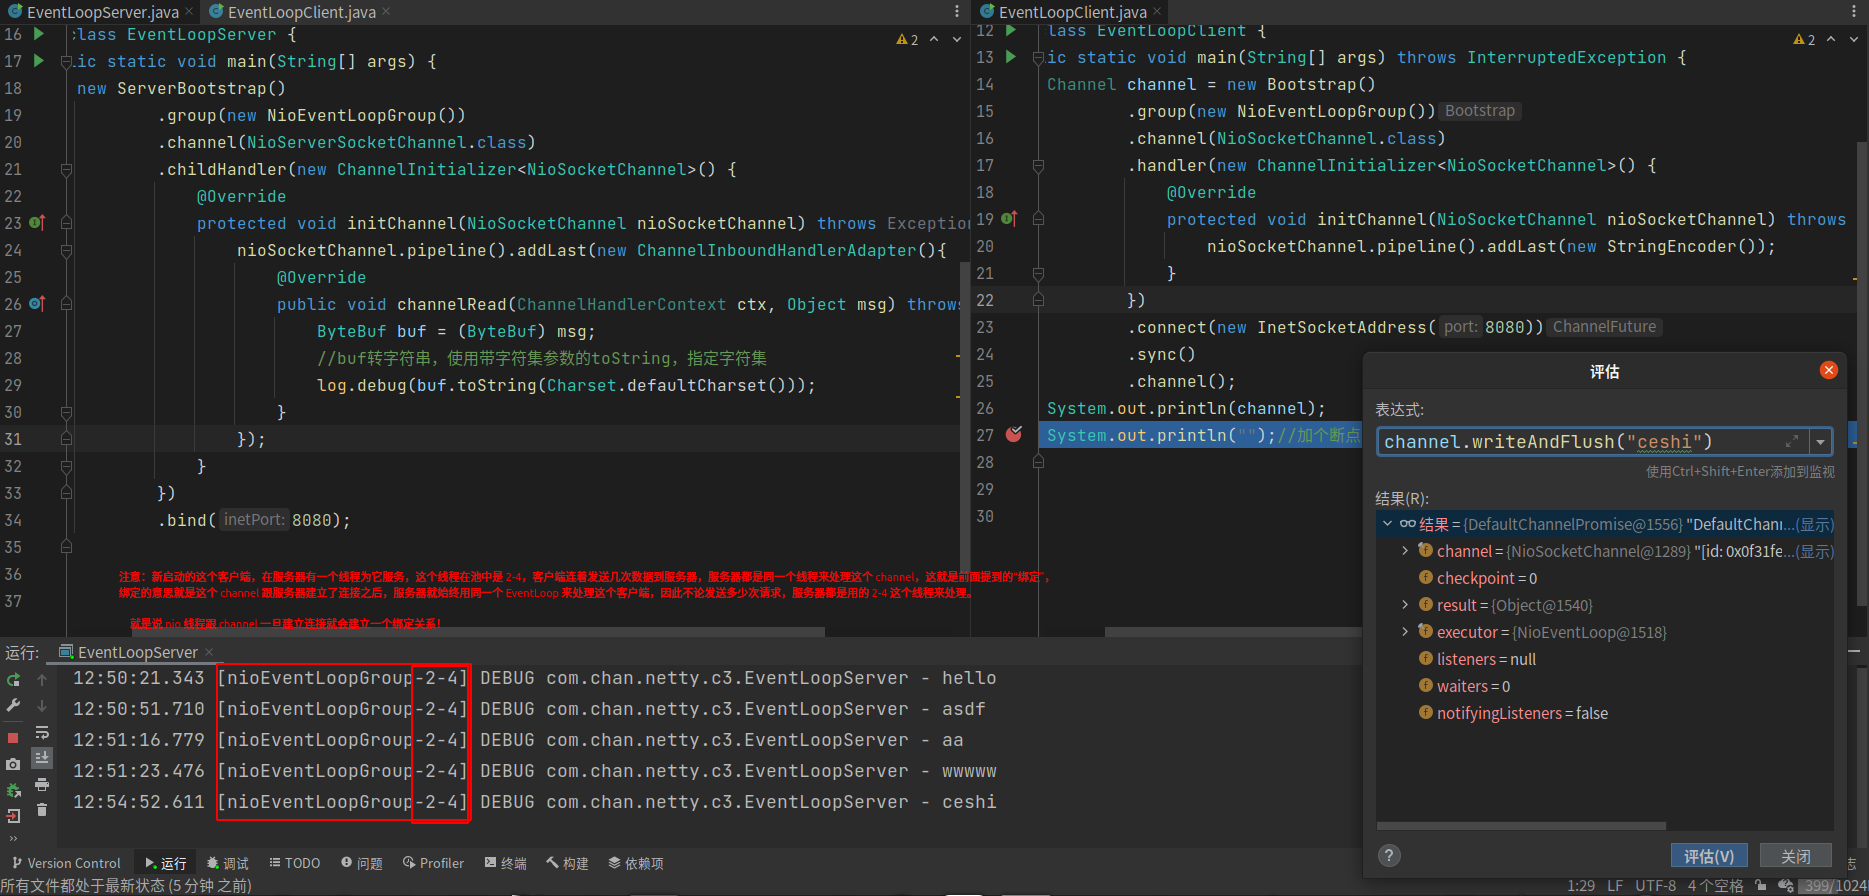 EventLoopServer.java
EventLoopClient.java
16 class EventLoopServer {
17 lic static void main(String[] args) {
18 new ServerBootstrap()
19 .group(new NioEventLoopGroup())
20 .channel(NioServerSocketChannel.class)
21 .childHandler(new ChannelInitializer<NioSocketChannel>() {
22 @Override
23 protected void initChannel(NioSocketChannel nioSocketChannel) throws Exception
24 nioSocketChannel.pipeline().addLast(new ChannelInboundHandlerAdapter(){
25 @Override
26 public void channelRead(ChannelHandlerContext ctx, Object msg) throws
27 ByteBuf buf = (ByteBuf) msg;
28 //buf转字符串，使用带字符集参数的toString，指定字符集
29 log.debug(buf.toString(Charset.defaultCharset()));
30 }
31 });
32 }
33 })
34 .bind( inetPort: 8080);
35
36
37
2
注意：新启动的这个客户端，在服务器有一个线程为它服务，这个线程在池中是 2-4，客户端连着发送几次数据到服务器，服务器都是同一个线程来处理这个 channel，这就是前面提到的“绑定”，
绑定的意思就是这个 channel 跟服务器建立了连接之后，服务器就始终用同一个 EventLoop 来处理这个客户端，因此不论发送多少次请求，服务器都是用的 2-4 这个线程来处理。
就是说 nio 线程跟 channel 一旦建立连接就会建立一个绑定关系！
EventLoopClient.java
12 lass EventLoopClient {
13 ic static void main(String[] args) throws InterruptedException {
14 Channel channel = new Bootstrap()
15 .group(new NioEventLoopGroup()) Bootstrap
16 .channel(NioSocketChannel.class)
17 .handler(new ChannelInitializer<NioSocketChannel>() {
18 @Override
19 protected void initChannel(NioSocketChannel nioSocketChannel) throws
20 nioSocketChannel.pipeline().addLast(new StringEncoder());
21 }
22 })
23 .connect(new InetSocketAddress( port: 8080)) ChannelFuture
24 .sync()
25 .channel();
26 System.out.println(channel);
27 System.out.println("");//加个断点
28
29
30
2
评估
表达式:
channel.writeAndFlush("ceshi")
使用Ctrl+Shift+Enter添加到监视
结果(R):
结果 = {DefaultChannelPromise@1556} "DefaultChan...(显示)
channel = {NioSocketChannel@1289} "[id: 0x0f31fe...(显示)
checkpoint = 0
result = {Object@1540}
executor = {NioEventLoop@1518}
listeners = null
waiters = 0
notifyingListeners = false
?
评估(V)
关闭
运行: EventLoopServer
12:50:21.343 [nioEventLoopGroup-2-4] DEBUG com.chan.netty.c3.EventLoopServer - hello
12:50:51.710 [nioEventLoopGroup-2-4] DEBUG com.chan.netty.c3.EventLoopServer - asdf
12:51:16.779 [nioEventLoopGroup-2-4] DEBUG com.chan.netty.c3.EventLoopServer - aa
12:51:23.476 [nioEventLoopGroup-2-4] DEBUG com.chan.netty.c3.EventLoopServer - wwwww
12:54:52.611 [nioEventLoopGroup-2-4] DEBUG com.chan.netty.c3.EventLoopServer - ceshi
Version Control 运行 调试 TODO 问题 Profiler 终端 构建 依赖项
所有文件都处于最新状态 (5 分钟 之前)
1:29 LF UTF-8 4 个空格 399/1024